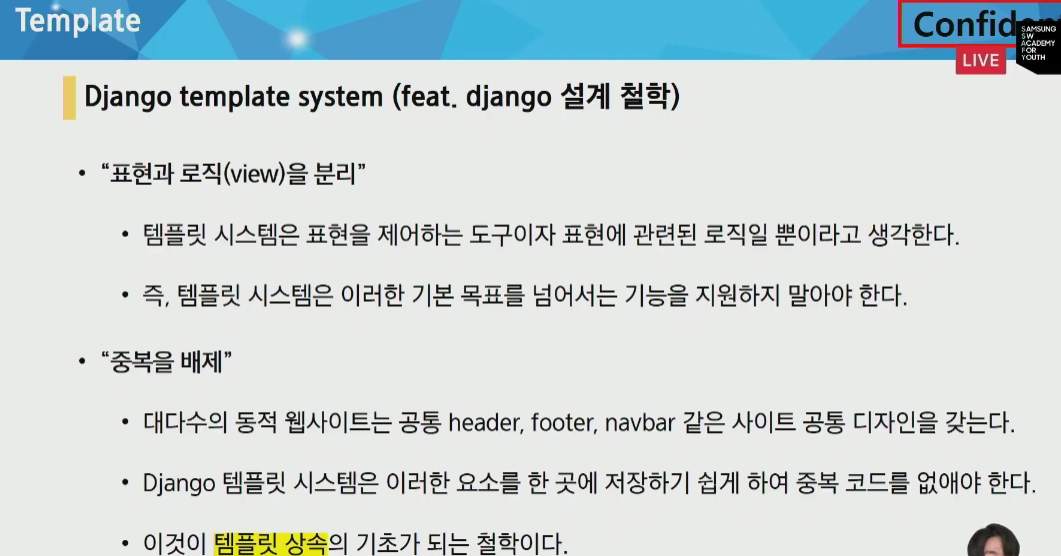 Template
Confid
SAMSUNG
SW
ACADEMY
FOR
YOUTH
LIVE
Django template system (feat. django 설계 철학)
• “표현과 로직(view)을 분리”
• 템플릿 시스템은 표현을 제어하는 도구이자 표현에 관련된 로직일 뿐이라고 생각한다.
• 즉, 템플릿 시스템은 이러한 기본 목표를 넘어서는 기능을 지원하지 말아야 한다.
• “중복을 배제”
• 대다수의 동적 웹사이트는 공통 header, footer, navbar 같은 사이트 공통 디자인을 갖는다.
• Django 템플릿 시스템은 이러한 요소를 한 곳에 저장하기 쉽게 하여 중복 코드를 없애야 한다.
• 이것이 템플릿 상속의 기초가 되는 철학이다.